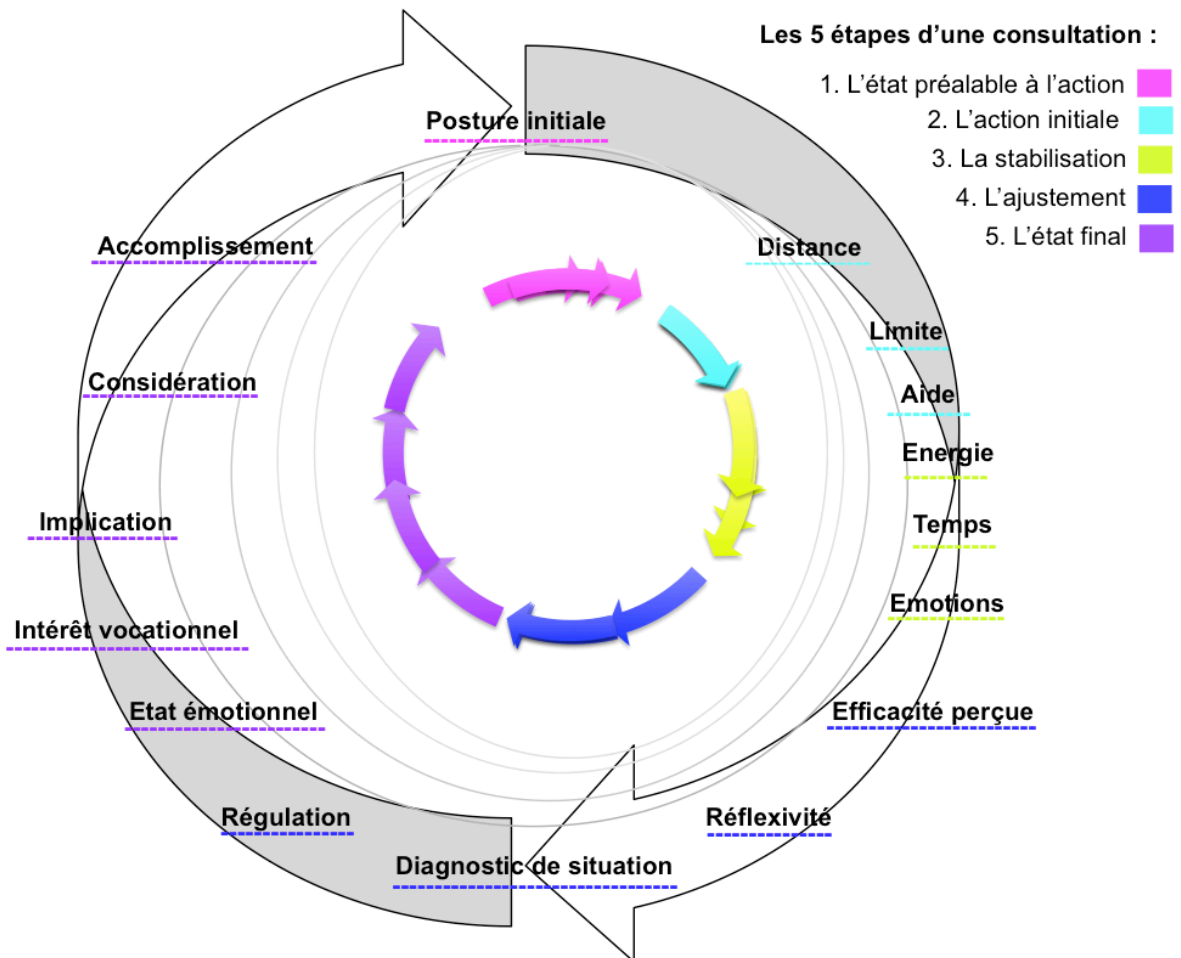 Les 5 étapes d'une consultation :
1. L'état préalable à l'action
2. L'action initiale
3. La stabilisation
4. L'ajustement
5. L'état final
Posture initiale
Distance
Limite
Aide
Energie
Temps
Emotions
Efficacité perçue
Réflexivité
Diagnostic de situation
Régulation
Etat émotionnel
Intérêt vocationnel
Implication
Considération
Accomplissement